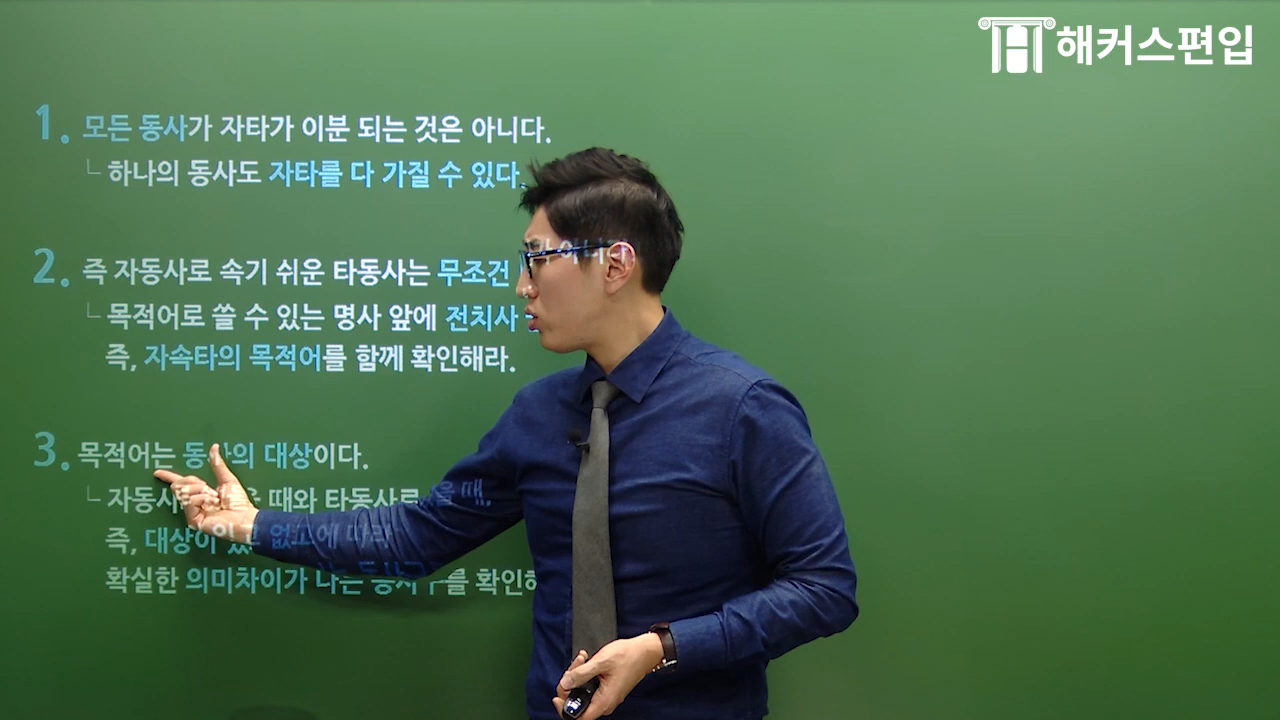 해커스편입
1. 모든 동사가 자타가 이분 되는 것은 아니다.
└ 하나의 동사도 자타를 다 가질 수 있다.
2. 즉 자동사로 속기 쉬운 타동사는 무조건
└ 목적어로 쓸 수 있는 명사 앞에 전치사
즉, 자속타의 목적어를 함께 확인해라.
3. 목적어는 동사의 대상이다.
└ 때와 타동사로 때,
즉, 대상이 있고 없고에 따라
확실한 의미차이가 나는 를